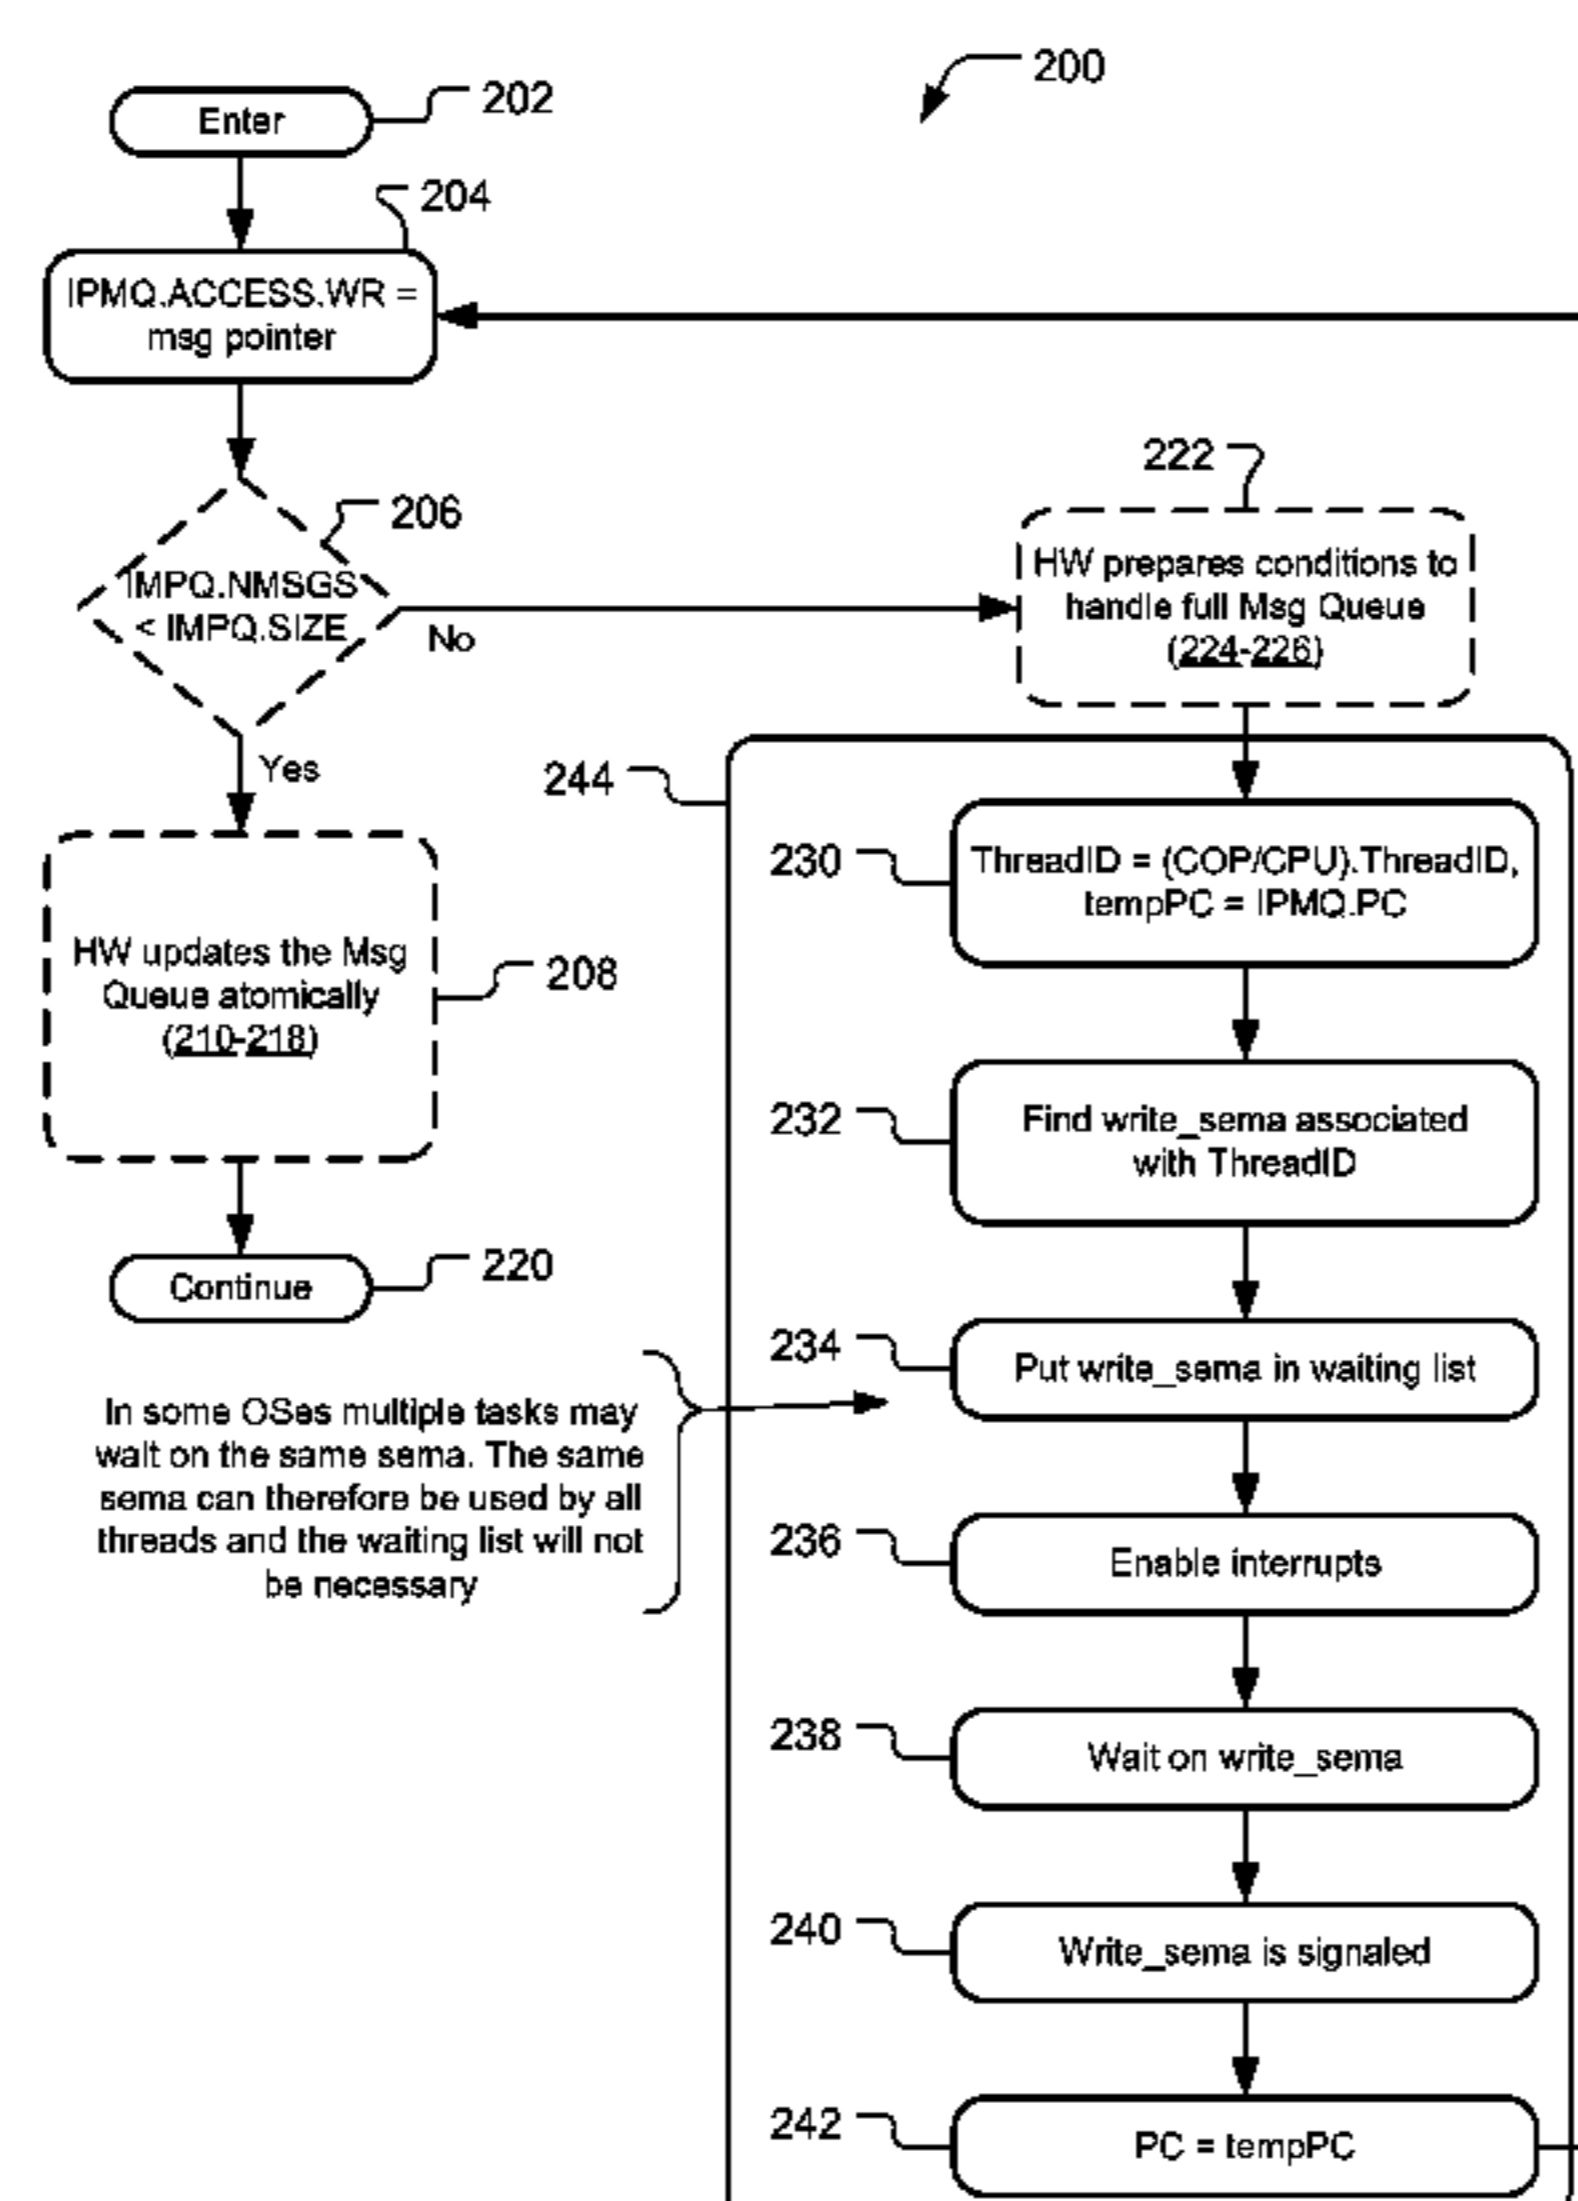 200
Enter
202
204
IPMQ.ACCESS.WR =
msg pointer
206
IMPQ.NMSGS
< IMPQ.SIZE
No
Yes
222
HW prepares conditions to
handle full Msg Queue
(224-226)
HW updates the Msg
Queue atomically
(210-218)
208
Continue
220
244
230
ThreadID = (COP/CPU).ThreadID,
tempPC = IPMQ.PC
232
Find write_sema associated
with ThreadID
234
Put write_sema in waiting list
In some OSes multiple tasks may
wait on the same sema. The same
sema can therefore be used by all
threads and the waiting list will not
be necessary
236
Enable interrupts
238
Wait on write_sema
240
Write_sema is signaled
242
PC = tempPC